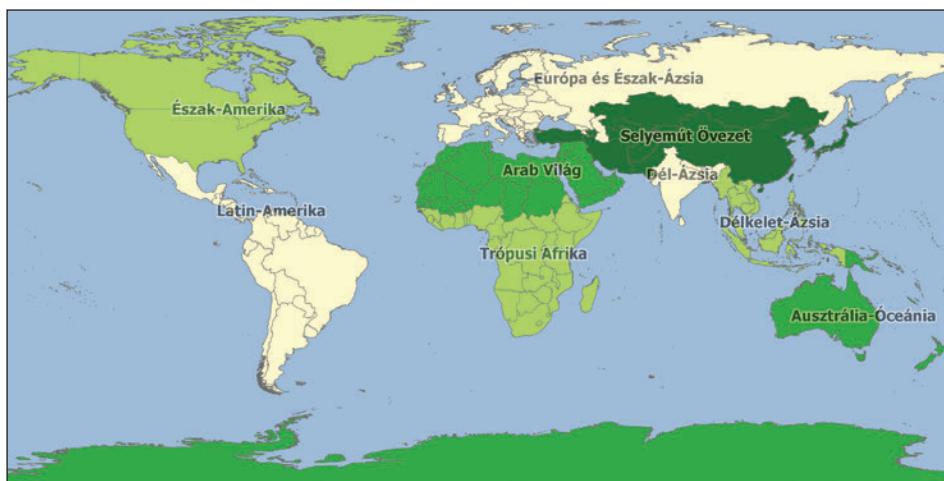 Európa és Észak-Ázsia
Észak-Amerika
Selyemút Övezet
Arab Világ
Dél-Ázsia
Latin-Amerika
Délkelet-Ázsia
Trópusi Afrika
Ausztrália-Óceánia